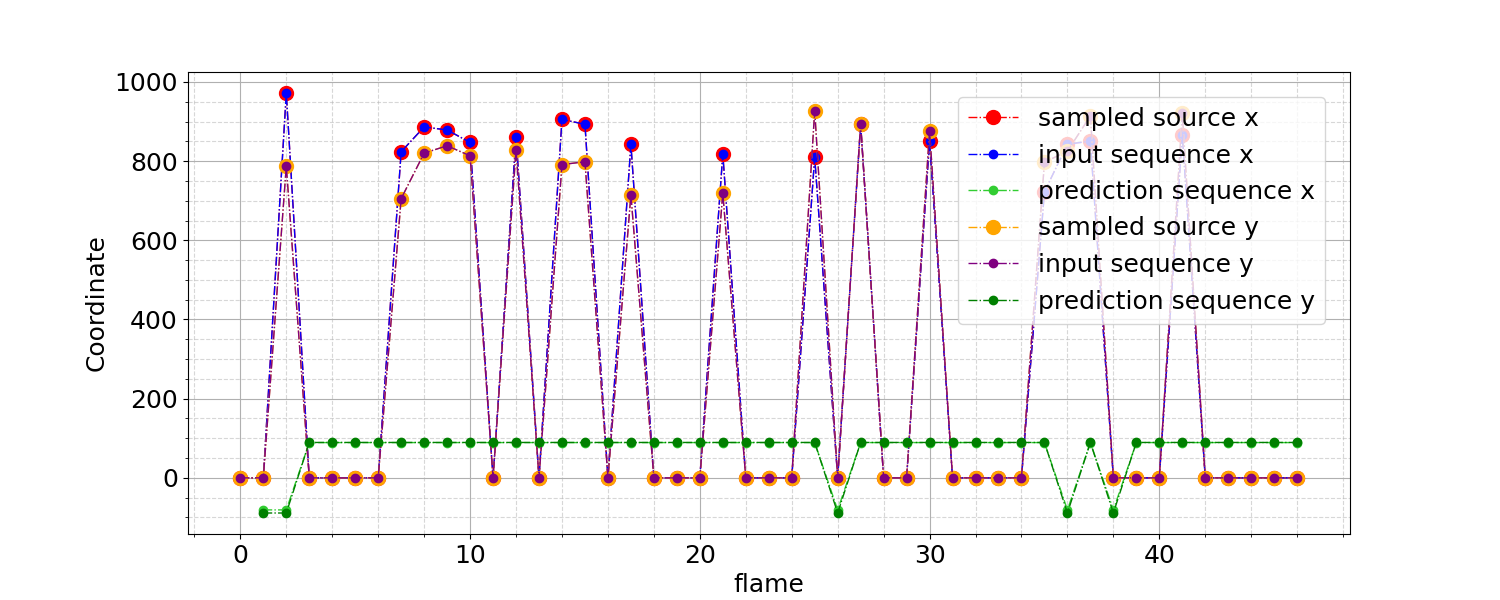 1000
800
600
400
200
0
Coordinate
sampled source x
input sequence x
prediction sequence x
sampled source y
input sequence y
prediction sequence y
0 10 20 30 40
flame